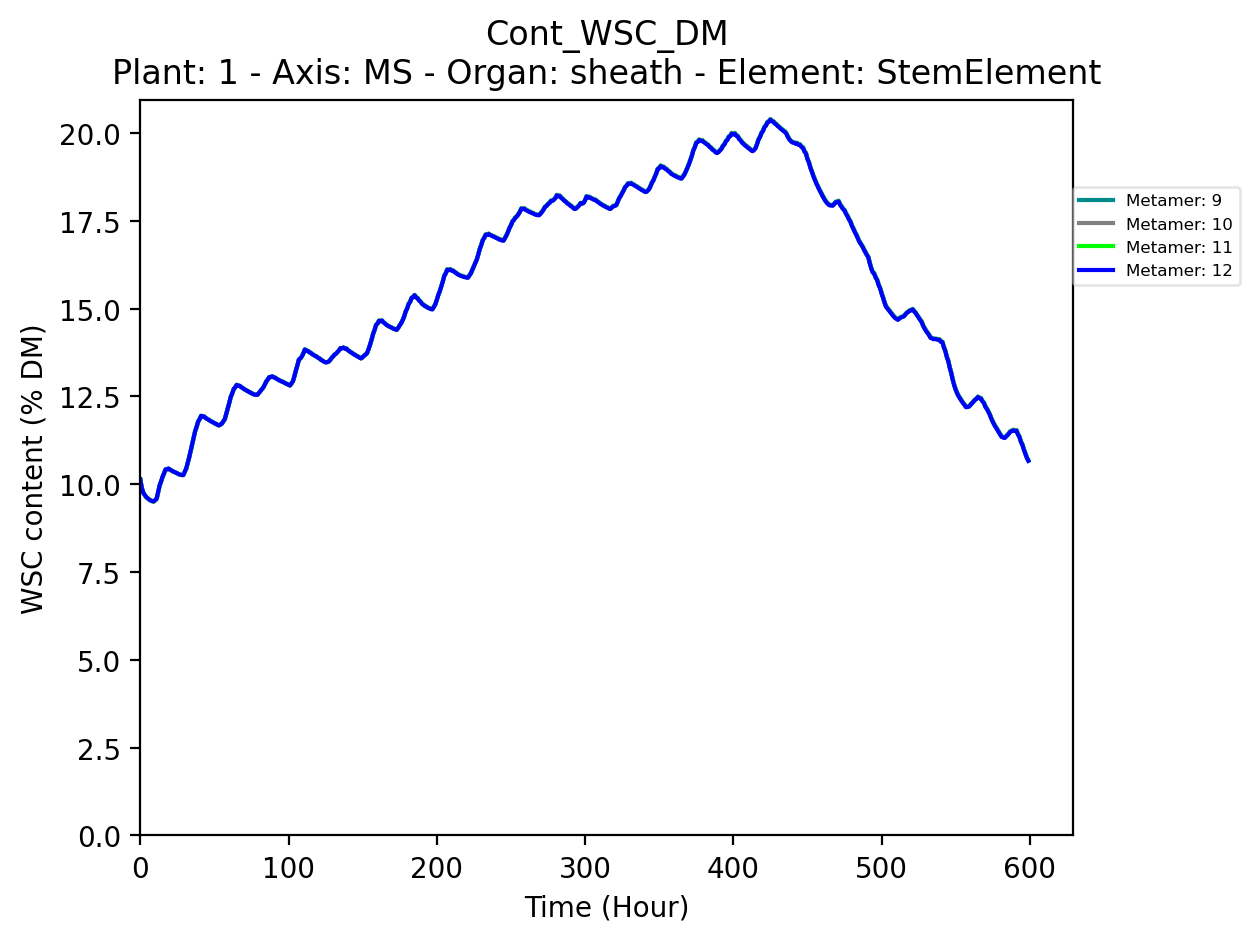 Cont_WSC_DM
Plant: 1 - Axis: MS - Organ: sheath - Element: StemElement
20.0
17.5
15.0
12.5
10.0
7.5
5.0
2.5
0.0
WSC content (% DM)
0 100 200 300 400 500 600
Time (Hour)
Metamer: 9
Metamer: 10
Metamer: 11
Metamer: 12